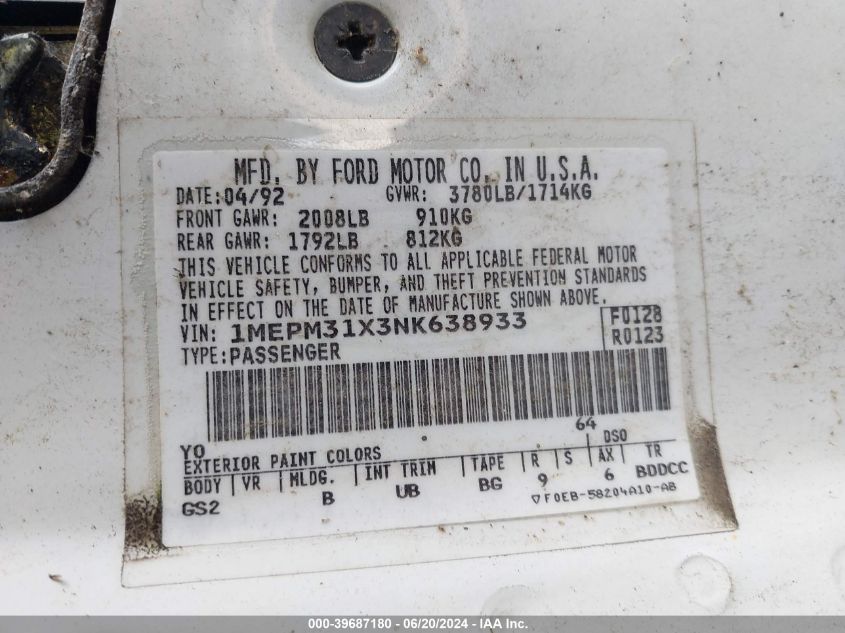 MFD. BY FORD MOTOR CO. IN U.S.A.
DATE:04/92 GVWR: 3780LB/1714KG
FRONT GAWR: 2008LB 910KG
REAR GAWR: 1792LB 812KG
THIS VEHICLE CONFORMS TO ALL APPLICABLE FEDERAL MOTOR
VEHICLE SAFETY, BUMPER, AND THEFT PREVENTION STANDARDS
IN EFFECT ON THE DATE OF MANUFACTURE SHOWN ABOVE.
VIN: 1MEPM31X3NK638933 F0128
TYPE:PASSENGER R0123
YO 64
EXTERIOR PAINT COLORS DSO
BODY VR MLDG. INT TRIM TAPE R S AX TR
GS2 B UB BG 9 6 BDDCC
▽F0EB-58204A10-AB
000-39687180 - 06/20/2024 - IAA Inc.